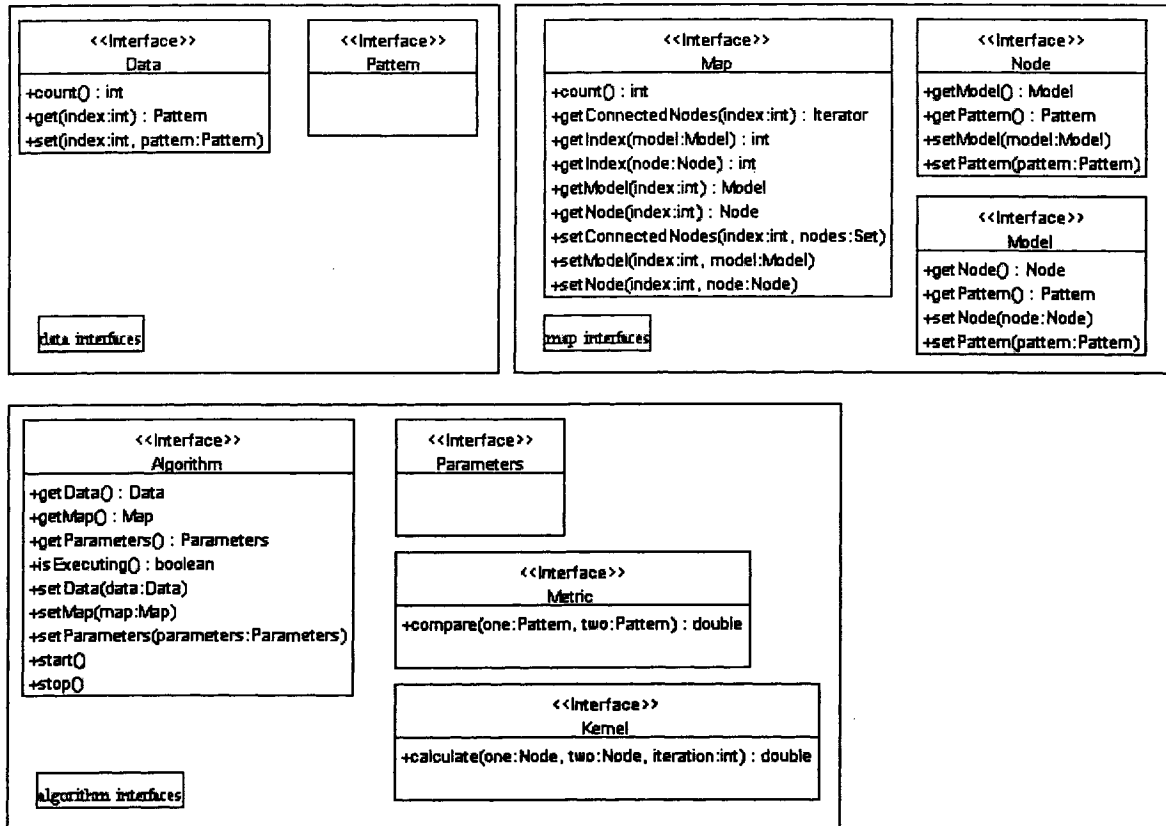 <<Interface>>
Data
+count() : int
+get(index:int) : Pattern
+set(index:int, pattern:Pattern)
<<Interface>>
Pattern
data interfaces
<<Interface>>
Map
+count() : int
+getConnectedNodes(index:int) : Iterator
+getIndex(model:Model) : int
+getIndex(node:Node) : int
+getModel(index:int) : Model
+getNode(index:int) : Node
+setConnectedNodes(index:int, nodes:Set)
+setModel(index:int, model:Model)
+setNode(index:int, node:Node)
<<Interface>>
Node
+getModel() : Model
+getPattern() : Pattern
+setModel(model:Model)
+setPattern(pattern:Pattern)
<<Interface>>
Model
+getNode() : Node
+getPattern() : Pattern
+setNode(node:Node)
+setPattern(pattern:Pattern)
map interfaces
<<Interface>>
Algorithm
+getData() : Data
+getMap() : Map
+getParameters() : Parameters
+isExecuting() : boolean
+setData(data:Data)
+setMap(map:Map)
+setParameters(parameters:Parameters)
+start()
+stop()
<<Interface>>
Parameters
<<Interface>>
Metric
+compare(one:Pattern, two:Pattern) : double
<<Interface>>
Kernel
+calculate(one:Node, two:Node, iteration:int) : double
algorithm interfaces